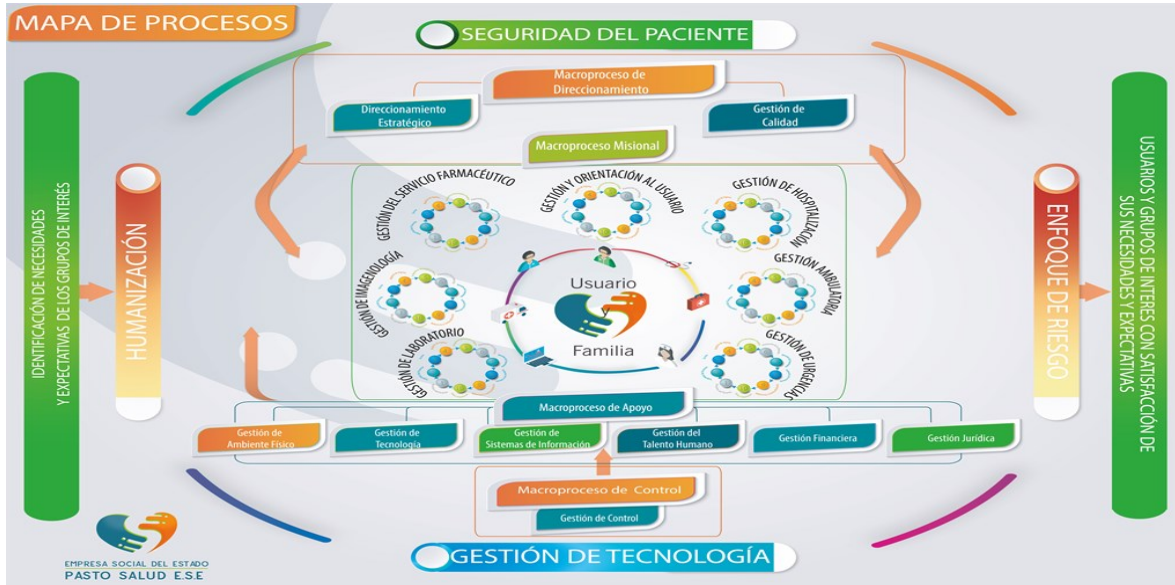 MAPA DE PROCESOS
SEGURIDAD DEL PACIENTE
Macroproceso de
Direccionamiento
Direccionamiento
Estratégico
Gestión de
Calidad
Macroproceso Misional
IDENTIFICACIÓN DE NECESIDADES
Y EXPECTATIVAS DE LOS GRUPOS DE INTERÉS
HUMANIZACIÓN
GESTIÓN DEL SERVICIO FARMACÉUTICO
GESTIÓN Y ORIENTACIÓN AL USUARIO
GESTIÓN DE HOSPITALIZACIÓN
GESTIÓN DE IMAGENOLOGÍA
GESTIÓN AMBULATORIA
GESTIÓN DE LABORATORIO
GESTIÓN DE URGENCIAS
Usuario
y
Familia
ENFOQUE DE RIESGO
USUARIOS Y GRUPOS DE INTERES CON SATISFACCIÓN DE
SUS NECESIDADES Y EXPECTATIVAS
Macroproceso de Apoyo
Gestión de
Ambiente Físico
Gestión de
Tecnología
Gestión de
Sistemas de Información
Gestión del
Talento Humano
Gestión Financiera
Gestión Jurídica
Macroproceso de Control
Gestión de Control
GESTIÓN DE TECNOLOGÍA
EMPRESA SOCIAL DEL ESTADO
PASTO SALUD E.S.E